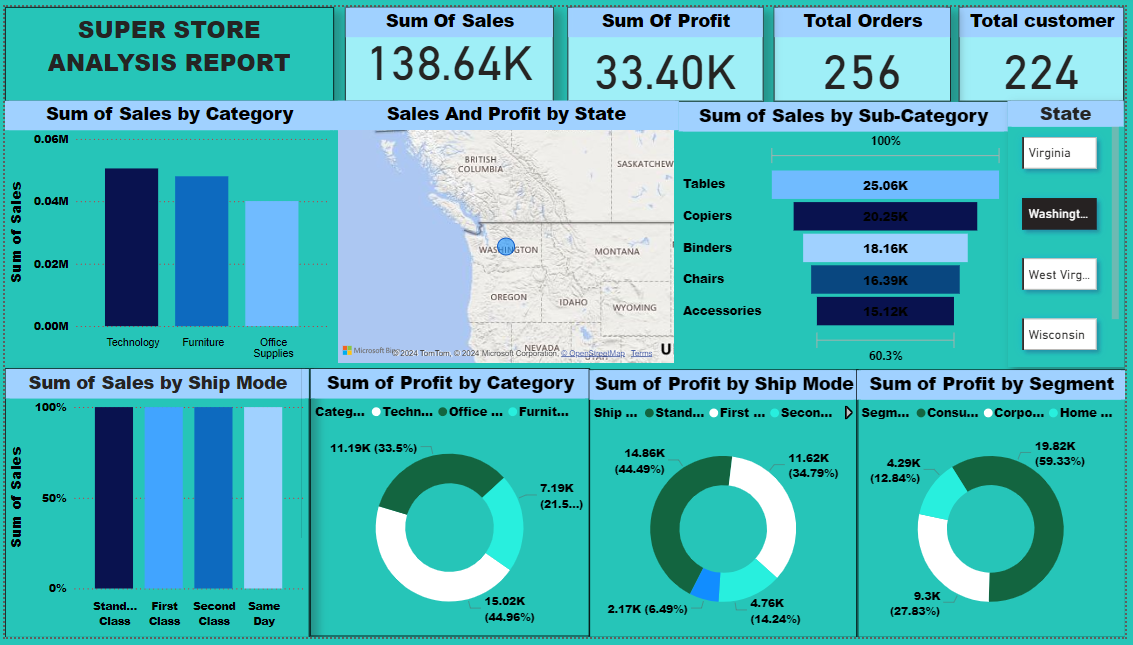 SUPER STORE
ANALYSIS REPORT
Sum Of Sales
138.64K
Sum Of Profit
33.40K
Total Orders
256
Total customer
224
Sum of Sales by Category
Sum of Sales
0.06M
0.04M
0.02M
0.00M
Technology
Furniture
Office
Supplies
Sales And Profit by State
BRITISH
COLUMBIA
SASKATCHEW
WASHINGTON
MONTANA
OREGON
IDAHO
WYOMING
NEVADA
UTAH
Microsoft Bin
© 2024 TomTom, © 2024 Microsoft Corporation, © OpenStreetMap Terms
U
Sum of Sales by Sub-Category
100%
Tables 25.06K
Copiers 20.25K
Binders 18.16K
Chairs 16.39K
Accessories 15.12K
60.3%
State
Virginia
Washingt...
West Virg...
Wisconsin
Sum of Sales by Ship Mode
Sum of Sales
100%
50%
0%
Stand...
Class
First
Class
Second
Class
Same
Day
Sum of Profit by Category
Categ... Techn... Office ... Furnit...
11.19K (33.5%)
7.19K
(21.5...)
15.02K
(44.96%)
Sum of Profit by Ship Mode
Ship ... Stand... First ... Secon...
14.86K
(44.49%)
11.62K
(34.79%)
2.17K (6.49%)
4.76K
(14.24%)
Sum of Profit by Segment
Segm... Consu... Corpo... Home ...
19.82K
(59.33%)
4.29K
(12.84%)
9.3K
(27.83%)